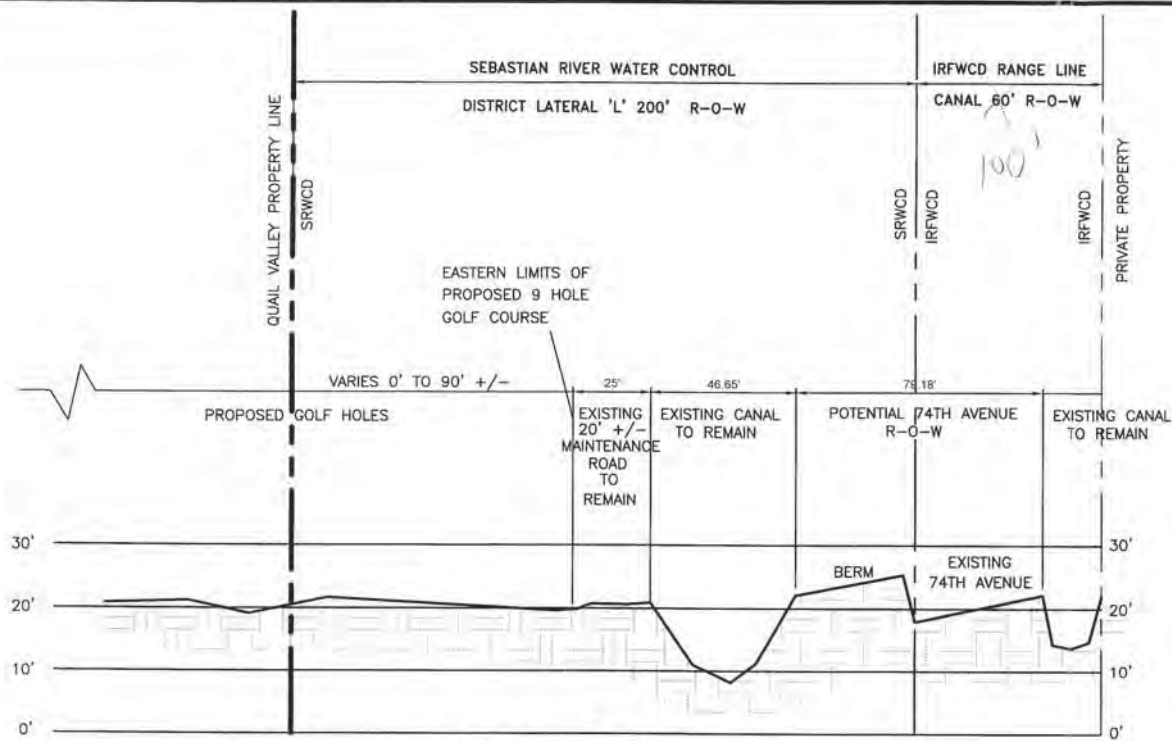 SEBASTIAN RIVER WATER CONTROL
DISTRICT LATERAL 'L' 200' R-O-W
IRFWCD RANGE LINE
CANAL 60' R-O-W
100'
QUAIL VALLEY PROPERTY LINE
SRWCD
SRWCD
IRFWCD
IRFWCD
PRIVATE PROPERTY
EASTERN LIMITS OF
PROPOSED 9 HOLE
GOLF COURSE
VARIES 0' TO 90' +/-
25'
46.65'
PROPOSED GOLF HOLES
EXISTING
20' +/-
MAINTENANCE
ROAD
TO
REMAIN
EXISTING CANAL
TO REMAIN
POTENTIAL 74TH AVENUE
R-O-W
EXISTING CANAL
TO REMAIN
30'
30'
BERM
EXISTING
74TH AVENUE
20'
20'
10'
10'
0'
0'